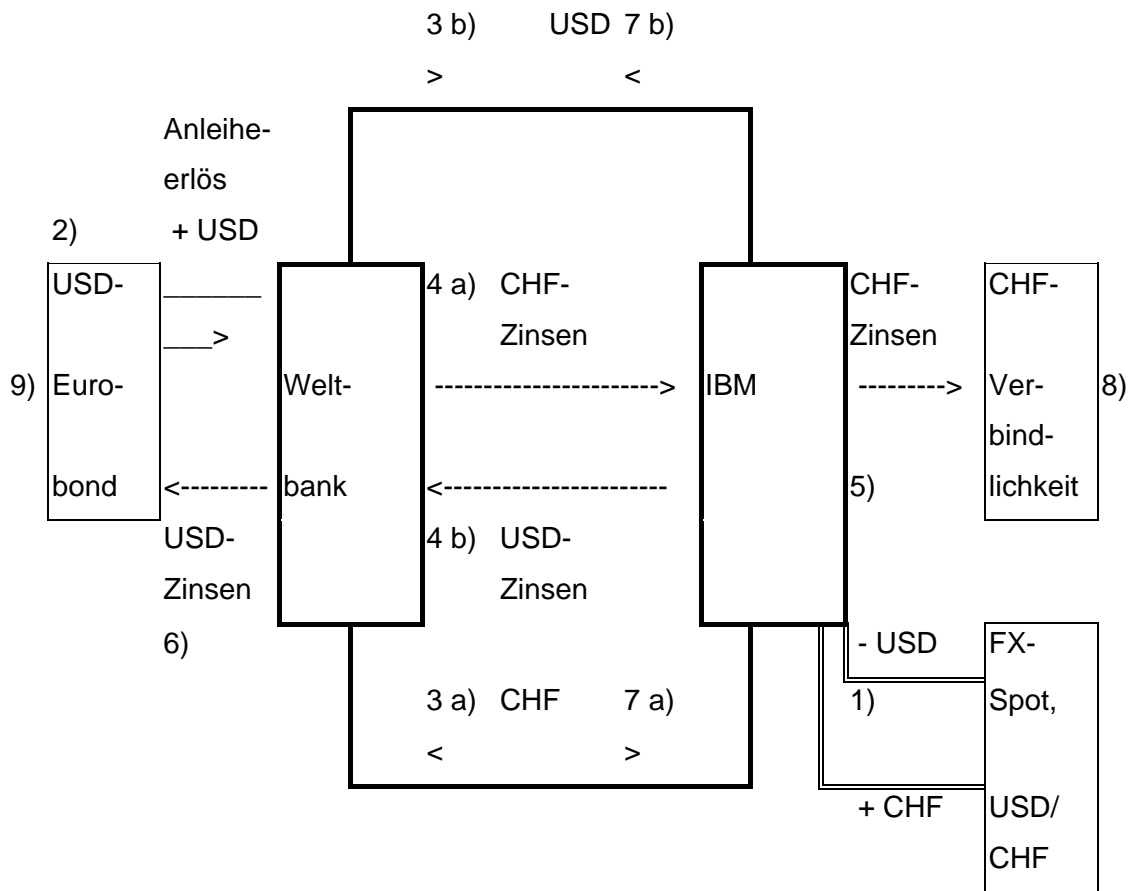 3 b) USD 7 b)
> <
Anleihe-
erlös
2) + USD
USD- ______ 4 a) CHF- CHF- CHF-
___> Zinsen Zinsen
9) Euro- Welt- -----------------------> IBM ---------> Ver- 8)
bind-
bond <--------- bank <----------------------- 5) lichkeit
USD- 4 b) USD-
Zinsen Zinsen
6) - USD FX-
3 a) CHF 7 a) 1) Spot,
< >
+ CHF USD/
CHF